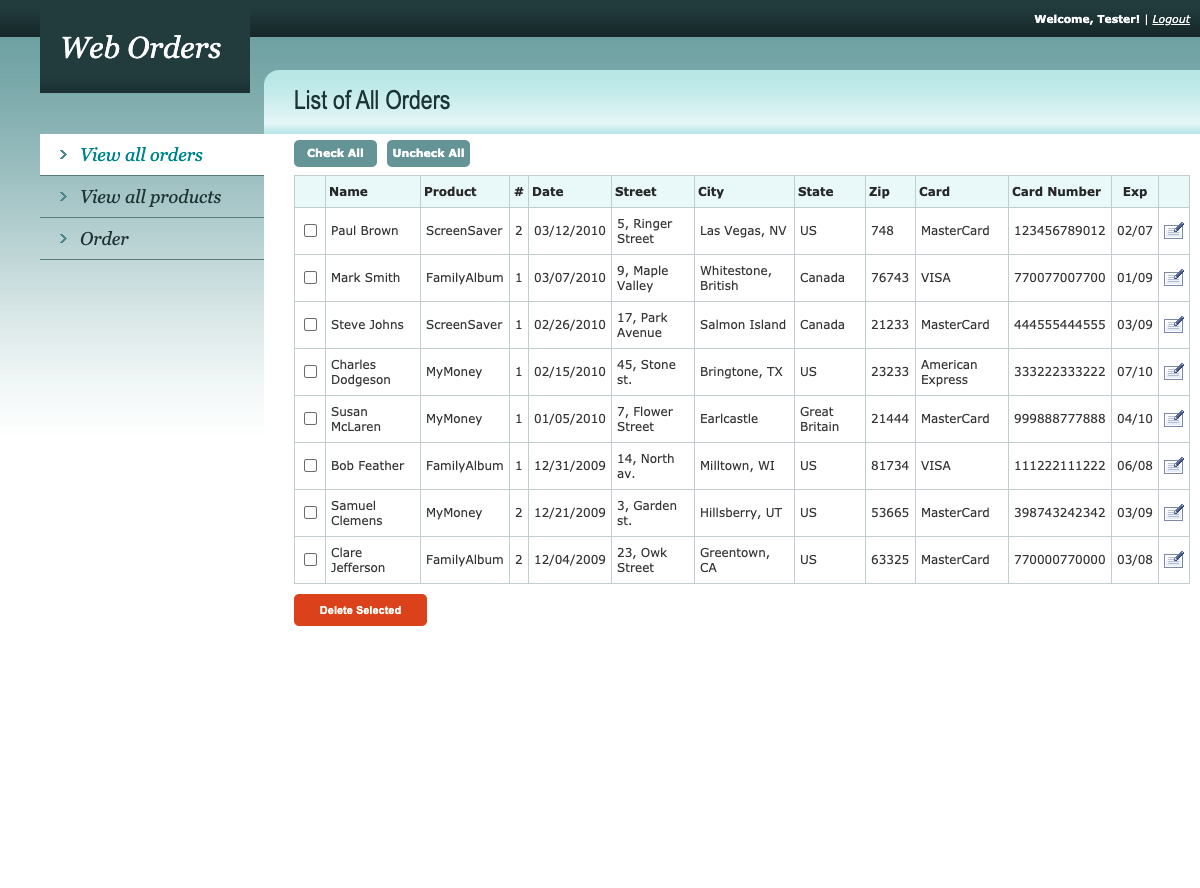 Welcome, Tester! | Logout
Web Orders
List of All Orders
View all orders
View all products
Order
Check All Uncheck All
Name Product # Date Street City State Zip Card Card Number Exp
Paul Brown ScreenSaver 2 03/12/2010 5, Ringer Street Las Vegas, NV US 748 MasterCard 123456789012 02/07
Mark Smith FamilyAlbum 1 03/07/2010 9, Maple Valley Whitestone, British Canada 76743 VISA 770077007700 01/09
Steve Johns ScreenSaver 1 02/26/2010 17, Park Avenue Salmon Island Canada 21233 MasterCard 444555444555 03/09
Charles Dodgeson MyMoney 1 02/15/2010 45, Stone st. Bringtone, TX US 23233 American Express 333222333222 07/10
Susan McLaren MyMoney 1 01/05/2010 7, Flower Street Earlcastle Great Britain 21444 MasterCard 999888777888 04/10
Bob Feather FamilyAlbum 1 12/31/2009 14, North av. Milltown, WI US 81734 VISA 111222111222 06/08
Samuel Clemens MyMoney 2 12/21/2009 3, Garden st. Hillsberry, UT US 53665 MasterCard 398743242342 03/09
Clare Jefferson FamilyAlbum 2 12/04/2009 23, Owk Street Greentown, CA US 63325 MasterCard 770000770000 03/08
Delete Selected